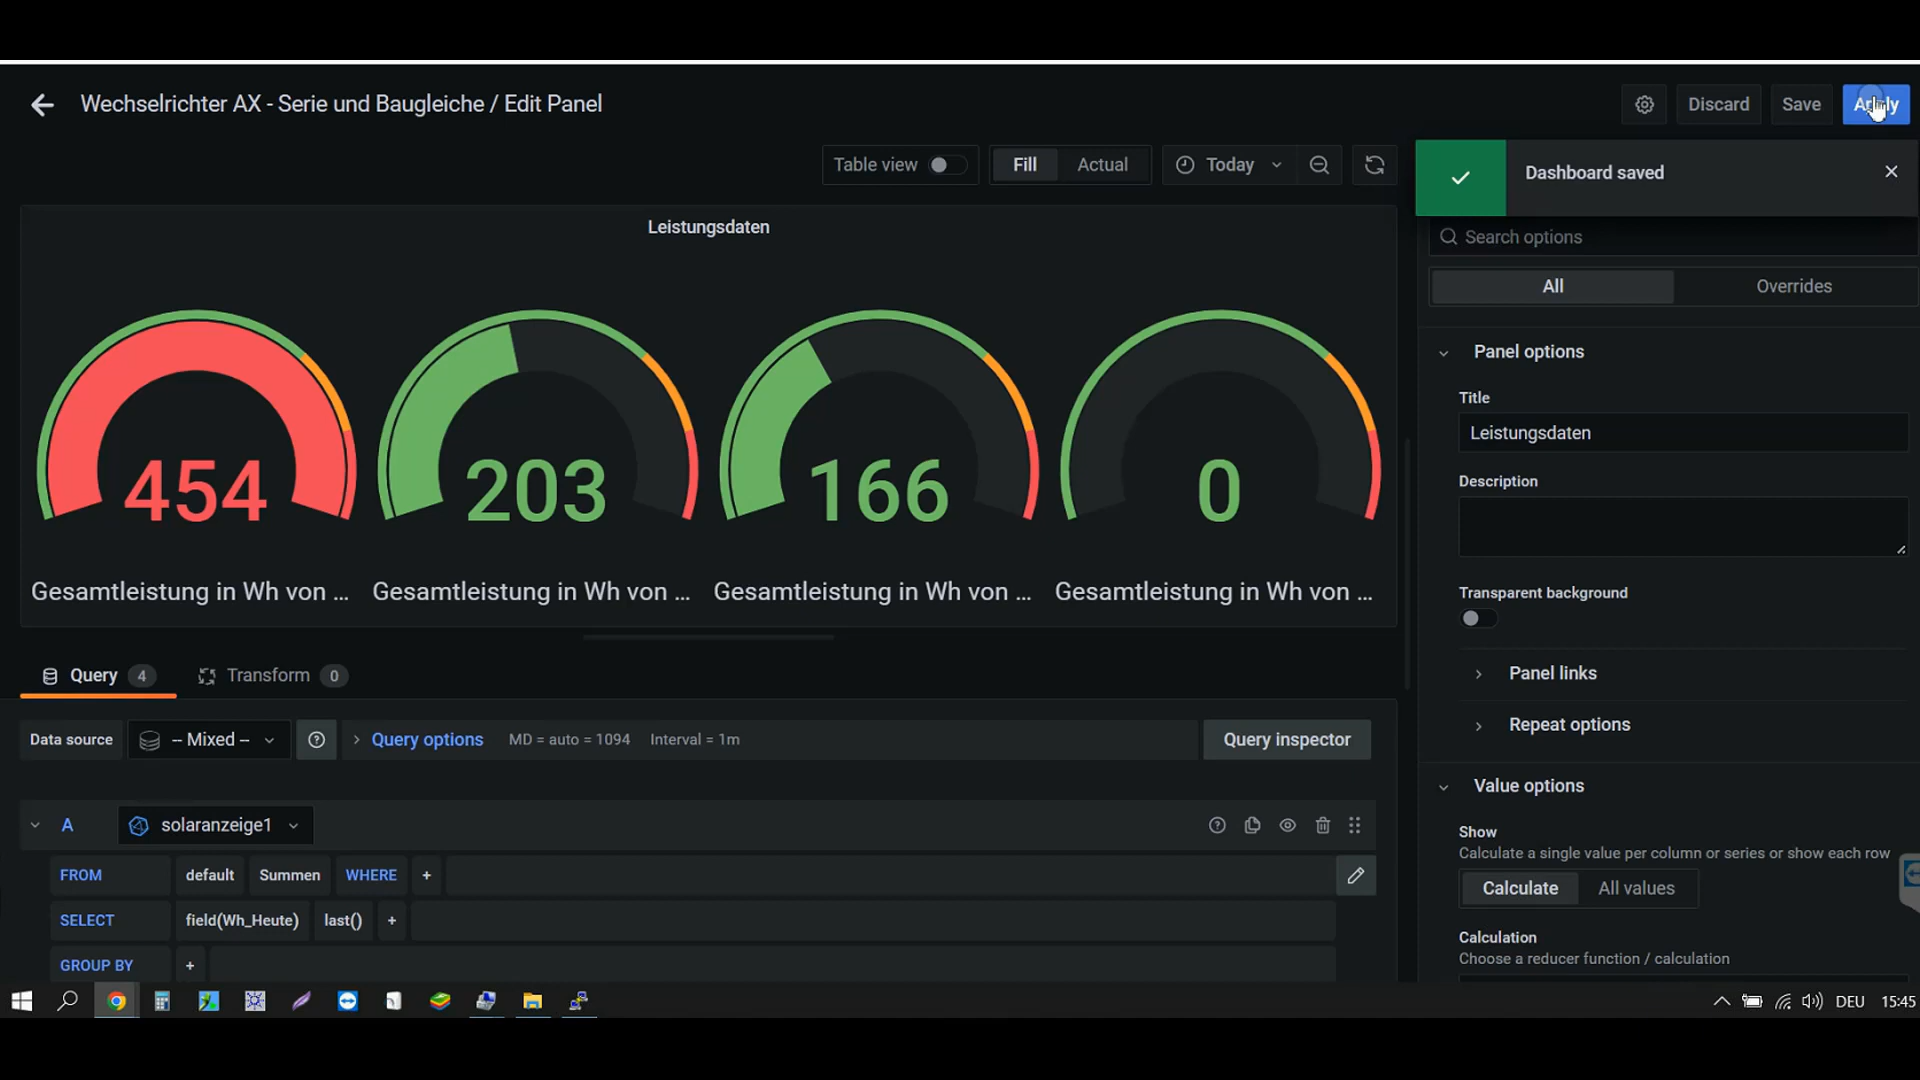 Wechselrichter AX - Serie und Baugleiche / Edit Panel
Discard
Save
Table view
Fill
Actual
Today
Dashboard saved
Search options
All
Overrides
Leistungsdaten
454
203
166
0
Gesamtleistung in Wh von ...
Gesamtleistung in Wh von ...
Gesamtleistung in Wh von ...
Gesamtleistung in Wh von ...
Panel options
Title
Leistungsdaten
Description
Transparent background
Panel links
Repeat options
Value options
Show
Calculate a single value per column or series or show each row
Calculate
All values
Calculation
Choose a reducer function / calculation
Query 4
Transform 0
Data source
-- Mixed --
Query options
MD = auto = 1094
Interval = 1m
Query inspector
A
solaranzeige1
FROM default Summen WHERE +
SELECT field(Wh_Heute) last() +
GROUP BY +
DEU
15:45